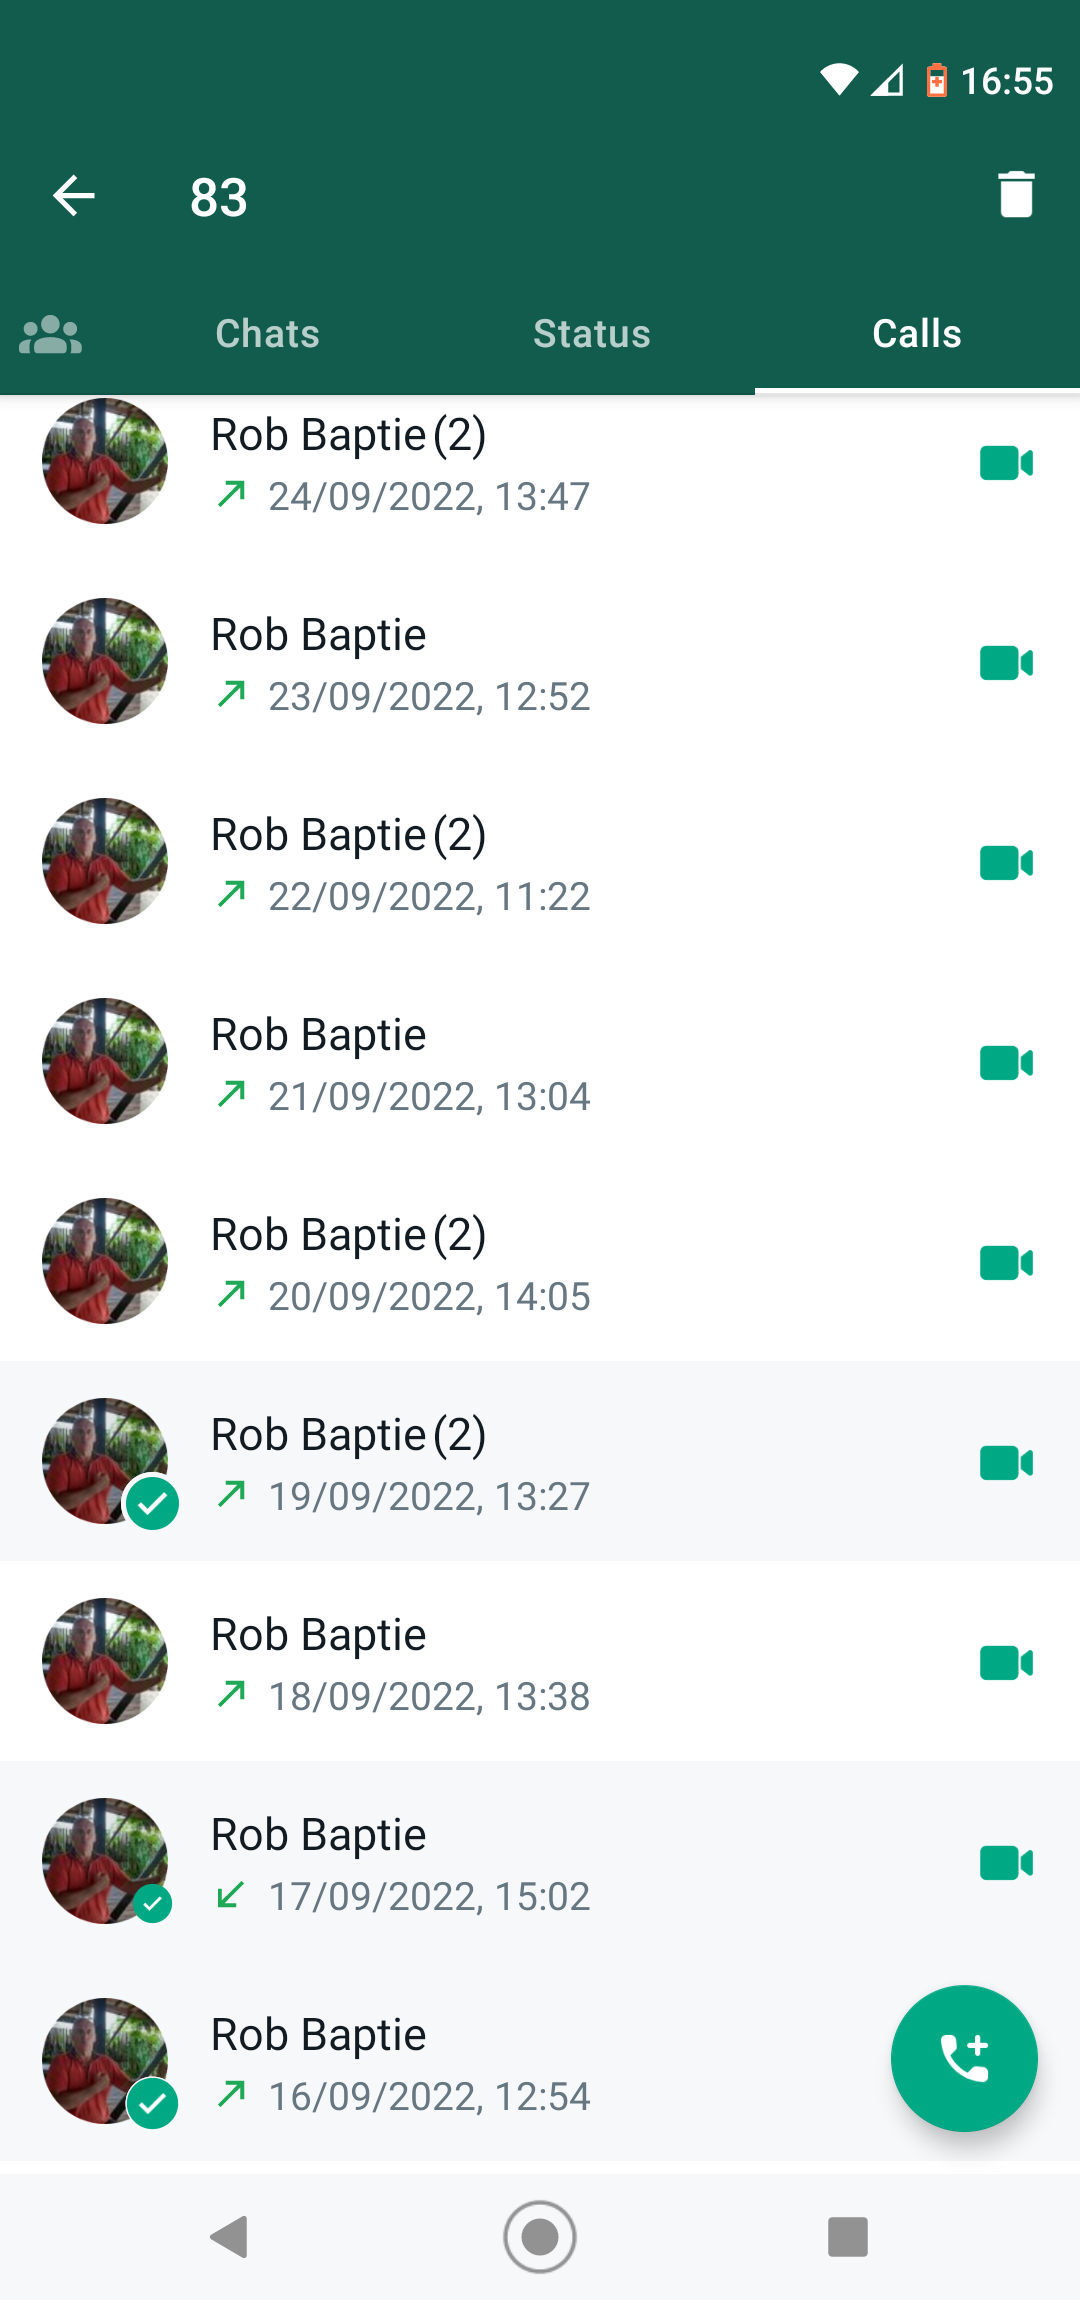 16:55
83
Chats Status Calls
Rob Baptie (2)
24/09/2022, 13:47
Rob Baptie
23/09/2022, 12:52
Rob Baptie (2)
22/09/2022, 11:22
Rob Baptie
21/09/2022, 13:04
Rob Baptie (2)
20/09/2022, 14:05
Rob Baptie (2)
19/09/2022, 13:27
Rob Baptie
18/09/2022, 13:38
Rob Baptie
17/09/2022, 15:02
Rob Baptie
16/09/2022, 12:54